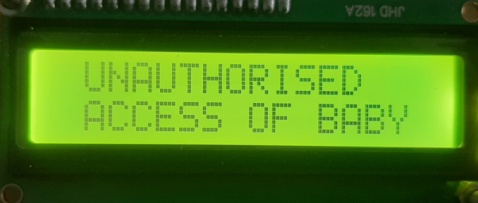 JHD 162A
UNAUTHORISED
ACCESS OF BABY